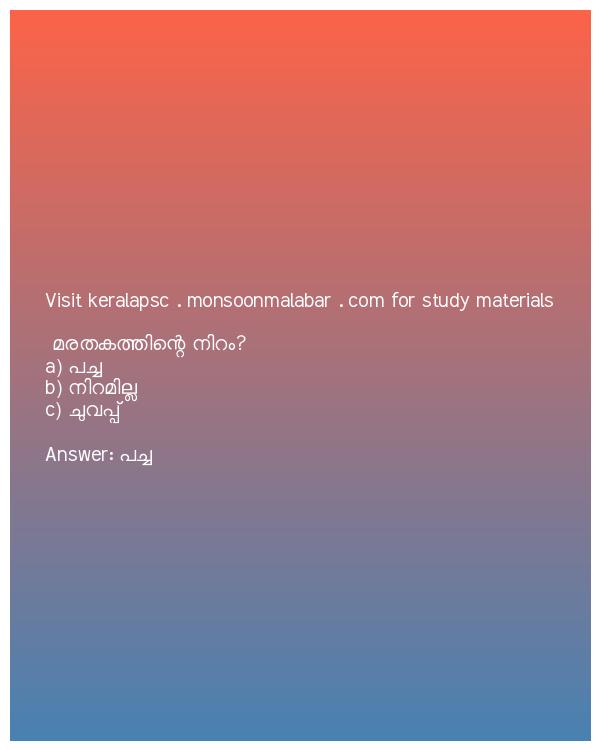 Visit keralapsc . monsoonmalabar . com for study materials
മരതകത്തിന്റെ നിറം?
a) പച്ച
b) നിറമില്ല
c) ചുവപ്പ്
Answer: പച്ച